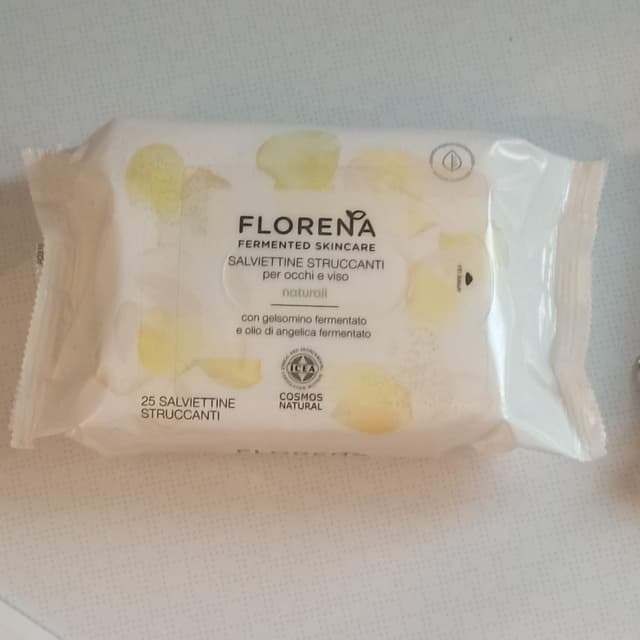 FLORENA
FERMENTED SKINCARE
SALVIETTINE STRUCCANTI
per occhi e viso
naturali
con gelsomino fermentato
e olio di angelica fermentato
ICEA
COSMOS
NATURAL
25 SALVIETTINE
STRUCCANTI
FLORENA